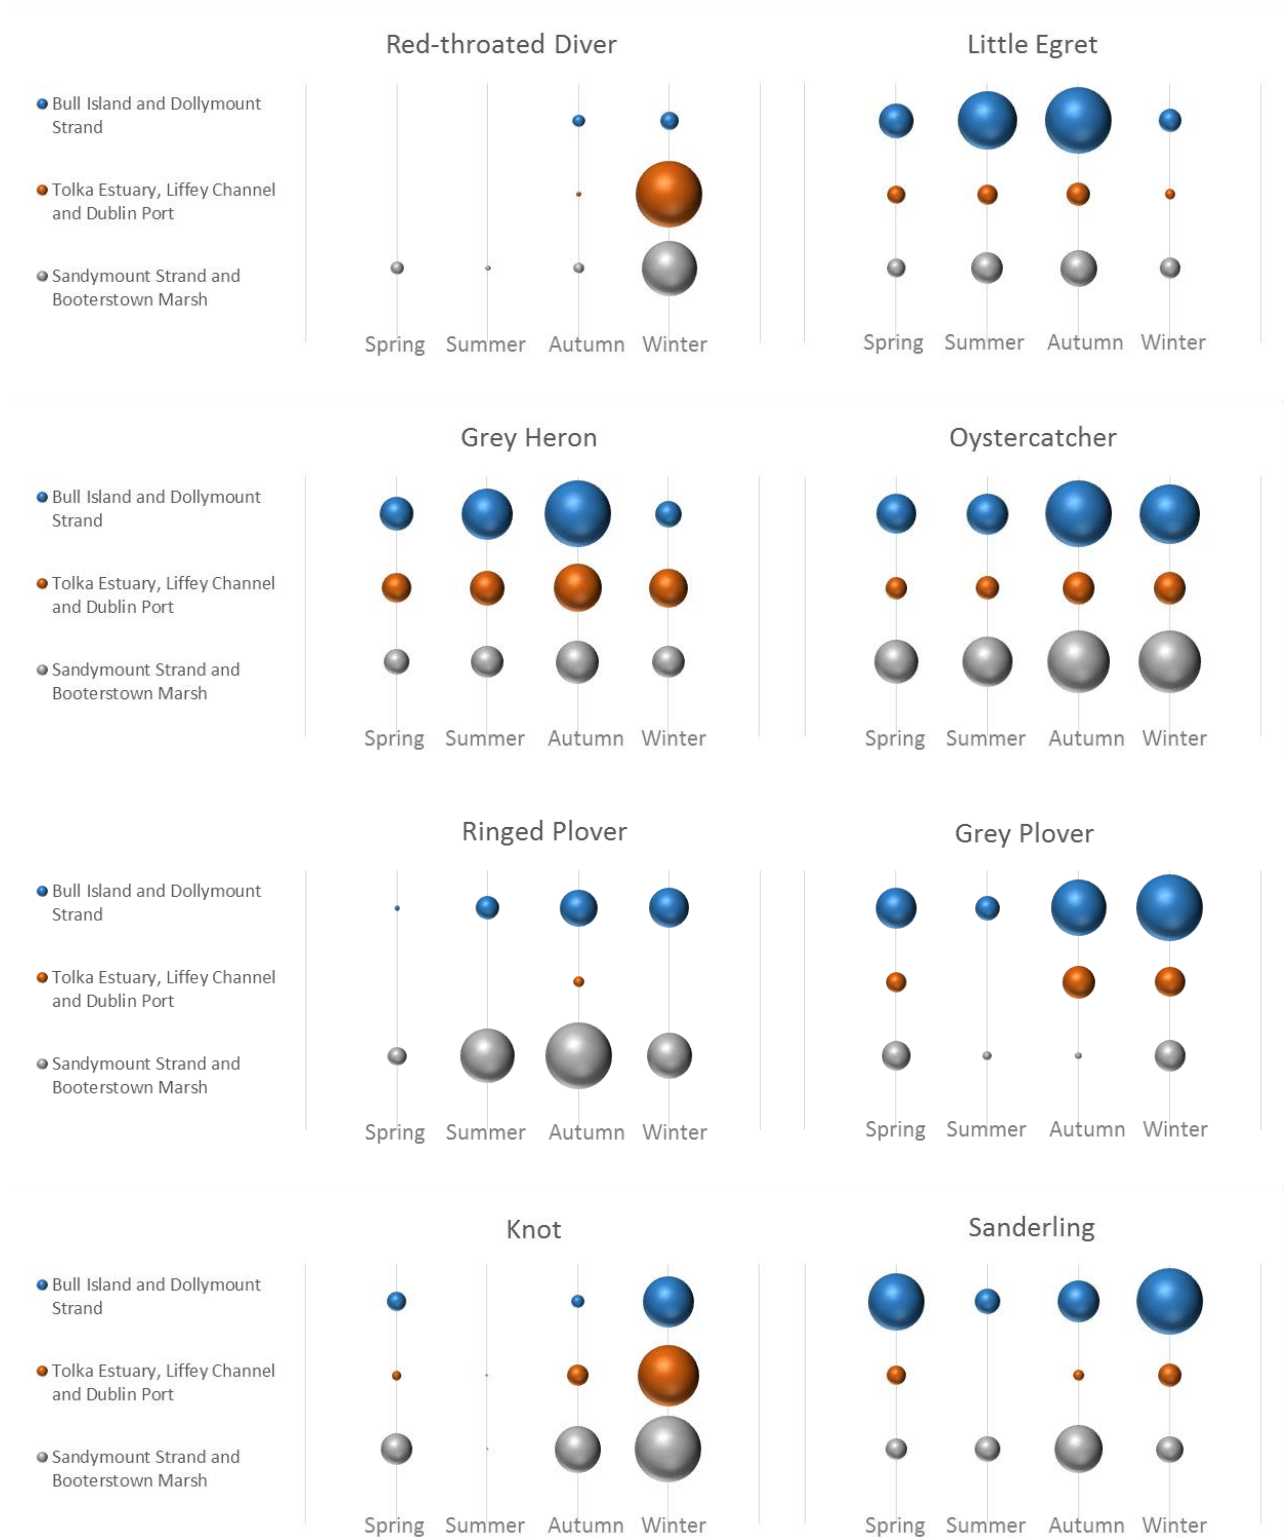 Red-throated Diver
Little Egret
Bull Island and Dollymount
Strand
Tolka Estuary, Liffey Channel
and Dublin Port
Sandymount Strand and
Booterstown Marsh
Spring Summer Autumn Winter
Spring Summer Autumn Winter
Grey Heron
Oystercatcher
Bull Island and Dollymount
Strand
Tolka Estuary, Liffey Channel
and Dublin Port
Sandymount Strand and
Booterstown Marsh
Spring Summer Autumn Winter
Spring Summer Autumn Winter
Ringed Plover
Grey Plover
Bull Island and Dollymount
Strand
Tolka Estuary, Liffey Channel
and Dublin Port
Sandymount Strand and
Booterstown Marsh
Spring Summer Autumn Winter
Spring Summer Autumn Winter
Knot
Sanderling
Bull Island and Dollymount
Strand
Tolka Estuary, Liffey Channel
and Dublin Port
Sandymount Strand and
Booterstown Marsh
Spring Summer Autumn Winter
Spring Summer Autumn Winter